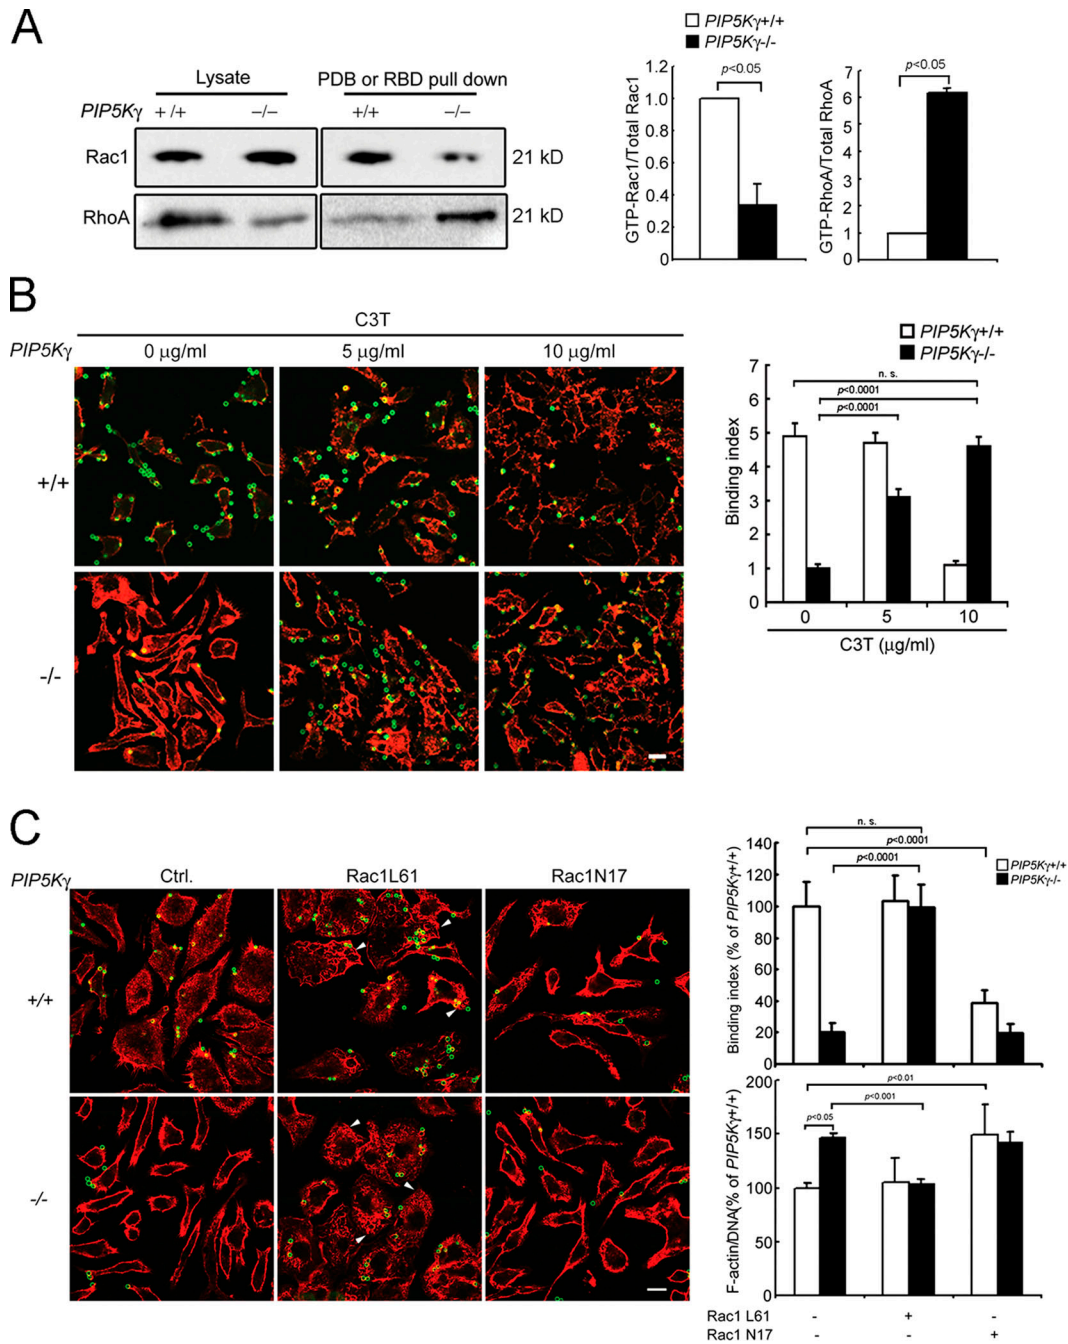 A
Lysate
PDB or RBD pull down
PIP5Kγ
+/+
-/-
+/+
-/-
Rac1
21 kD
RhoA
21 kD
PIP5Kγ+/+
PIP5Kγ-/-
p<0.05
1.2
1.0
0.8
0.6
0.4
0.2
0
GTP-Rac1/Total Rac1
p<0.05
7
6
5
4
3
2
1
0
GTP-RhoA/Total RhoA
B
C3T
PIP5Kγ
0 μg/ml
5 μg/ml
10 μg/ml
+/+
-/-
PIP5Kγ+/+
PIP5Kγ-/-
n. s.
p<0.0001
p<0.0001
7
6
5
4
3
2
1
0
Binding index
0
5
10
C3T (μg/ml)
C
PIP5Kγ
Ctrl.
Rac1L61
Rac1N17
+/+
-/-
n. s.
p<0.0001
p<0.0001
PIP5Kγ+/+
PIP5Kγ-/-
140
120
100
80
60
40
20
0
Binding index (% of PIP5Kγ+/+)
p<0.01
p<0.001
p<0.05
200
150
100
50
0
F-actin/DNA(% of PIP5Kγ+/+)
Rac1 L61 - + -
Rac1 N17 - - +